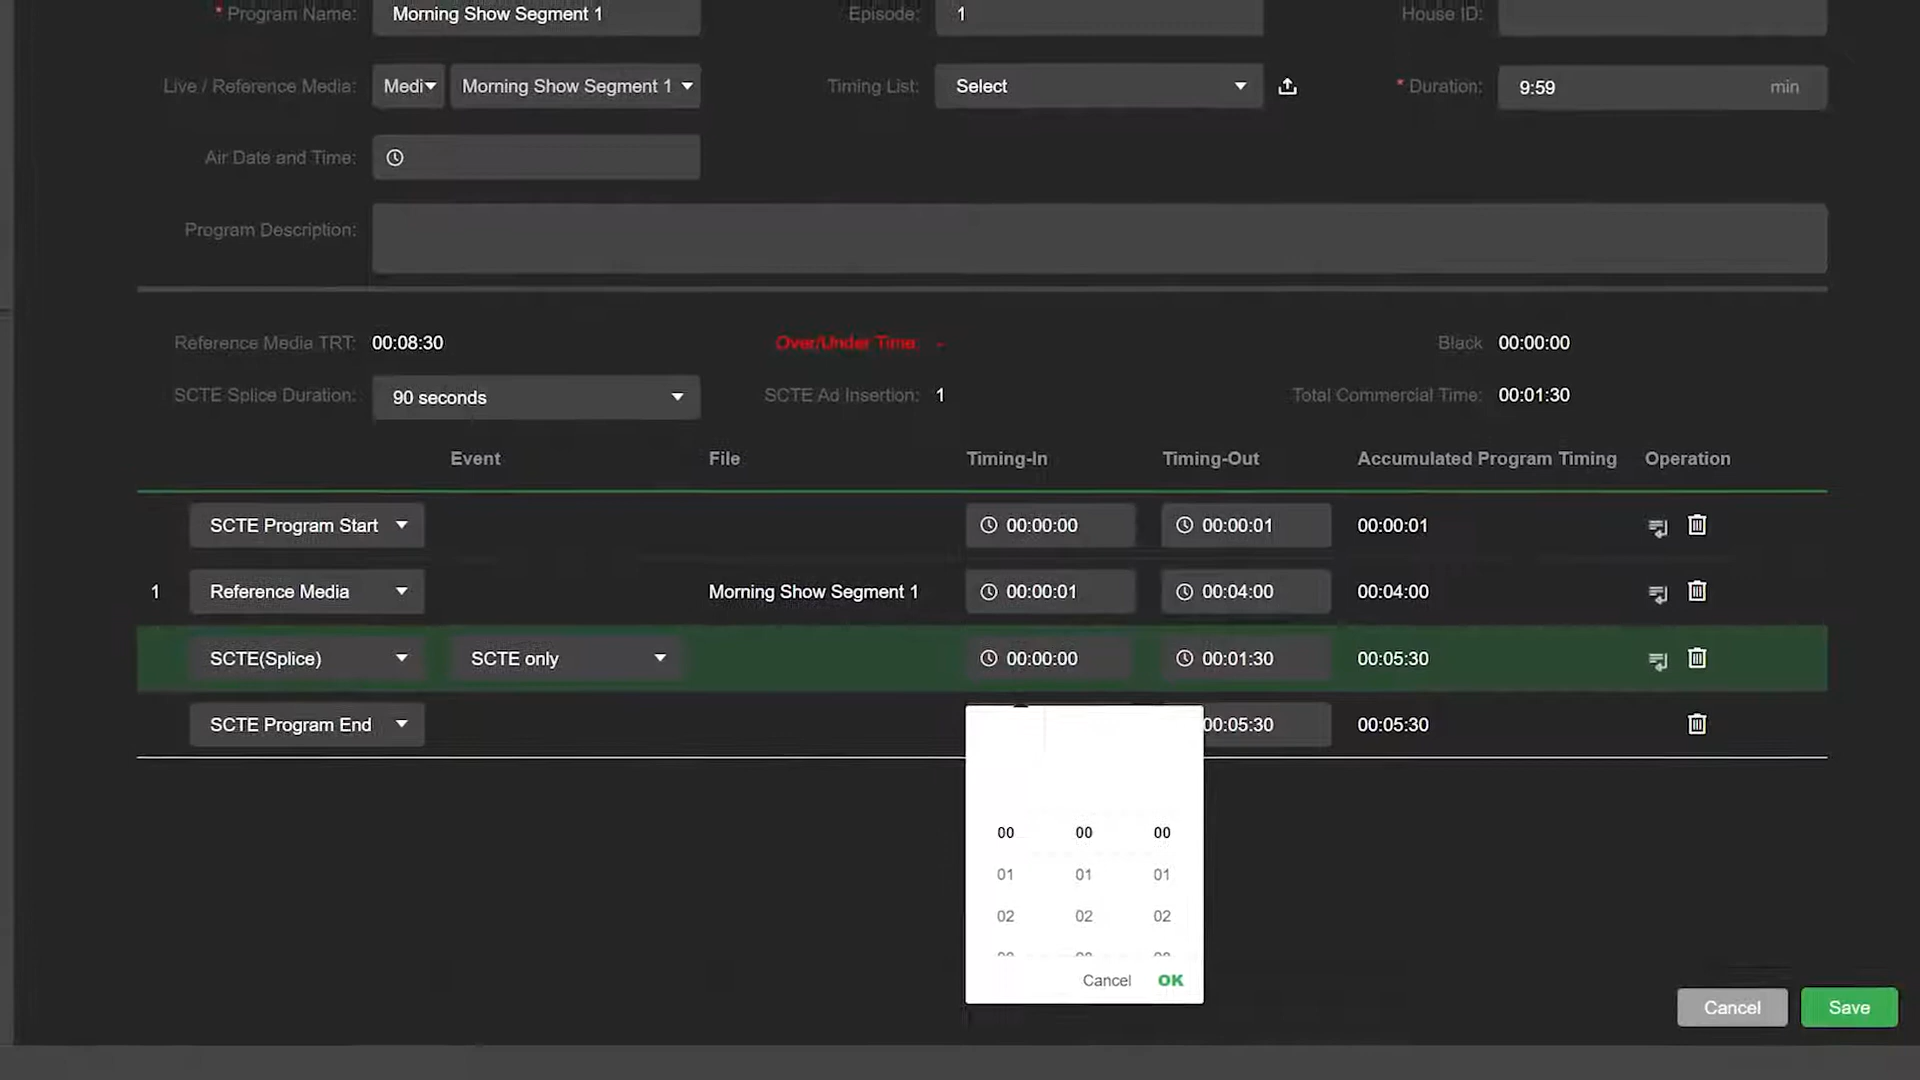 * Program Name: Morning Show Segment 1 Episode: 1 House ID:
Live / Reference Media: Medi Morning Show Segment 1 Timing List: Select * Duration: 9:59 min
Air Date and Time:
Program Description:
Reference Media TRT: 00:08:30 Over/Under Time: - Black 00:00:00
SCTE Splice Duration: 90 seconds SCTE Ad Insertion: 1 Total Commercial Time: 00:01:30
Event File Timing-In Timing-Out Accumulated Program Timing Operation
SCTE Program Start 00:00:00 00:00:01 00:00:01
1 Reference Media Morning Show Segment 1 00:00:01 00:04:00 00:04:00
SCTE(Splice) SCTE only 00:00:00 00:01:30 00:05:30
SCTE Program End 00:05:30 00:05:30
00 00 00
01 01 01
02 02 02
Cancel OK
Cancel Save